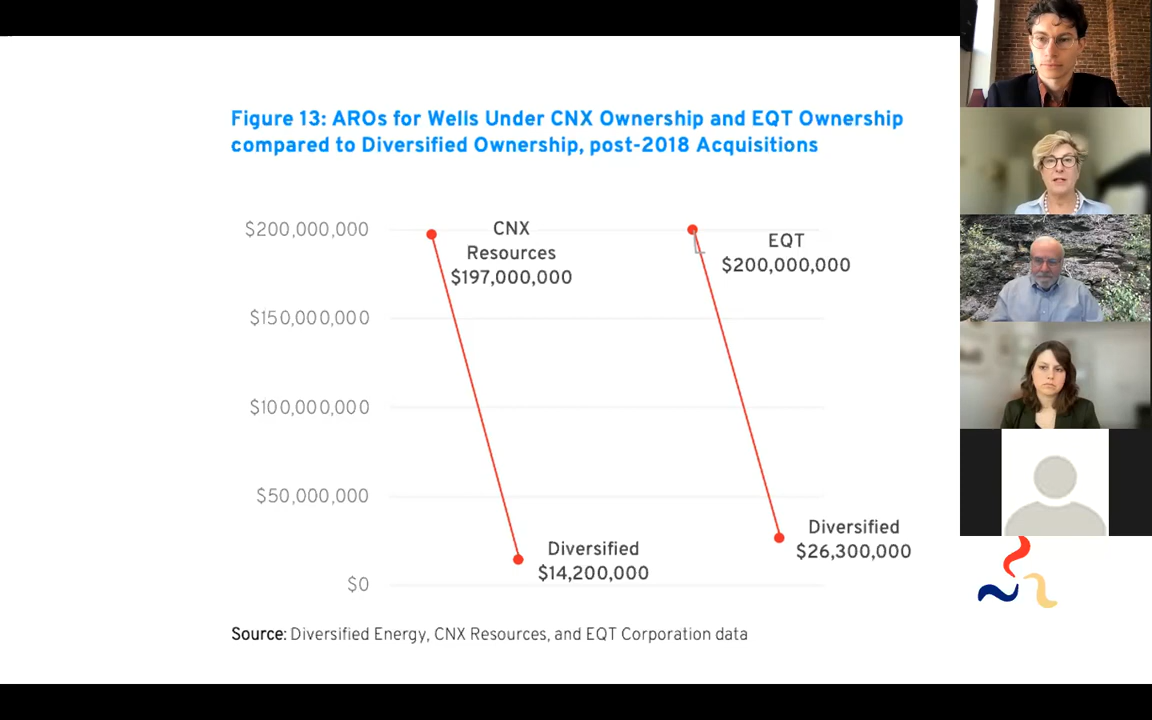 Figure 13: AROs for Wells Under CNX Ownership and EQT Ownership
compared to Diversified Ownership, post-2018 Acquisitions
$200,000,000
$150,000,000
$100,000,000
$50,000,000
$0
CNX
Resources
$197,000,000
EQT
$200,000,000
Diversified
$14,200,000
Diversified
$26,300,000
Source: Diversified Energy, CNX Resources, and EQT Corporation data